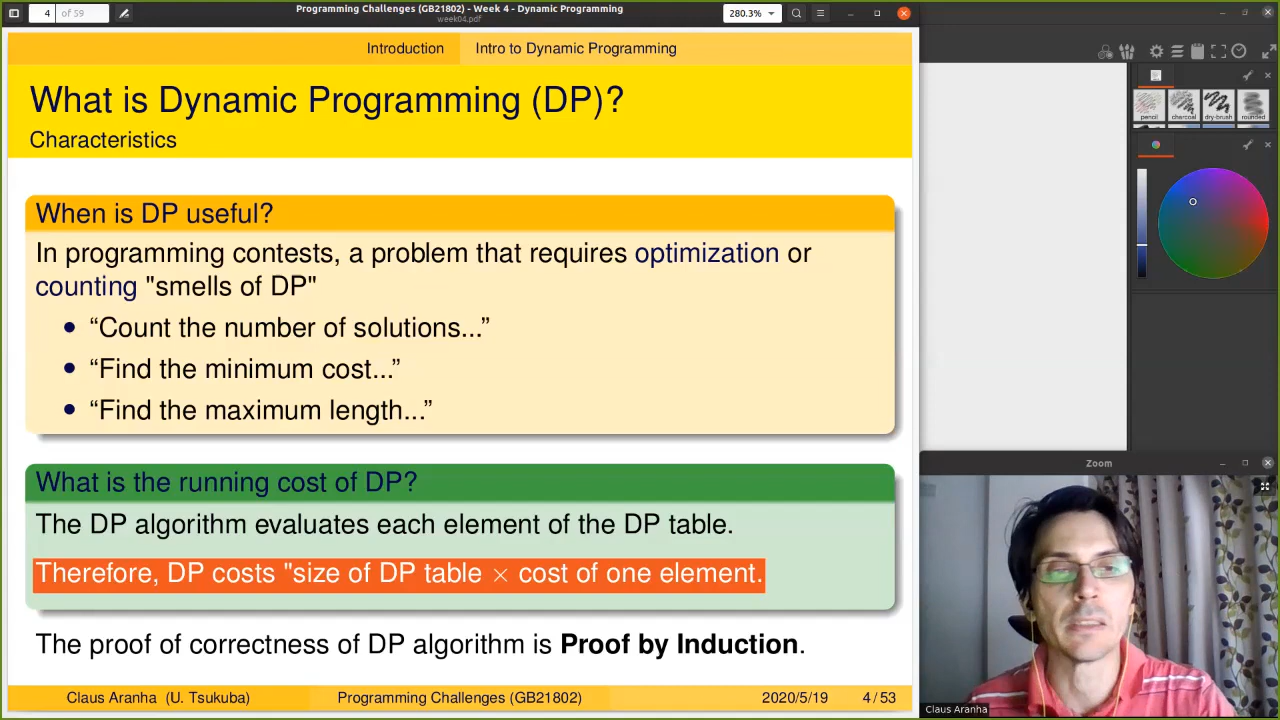 Programming Challenges (GB21802) - Week 4 - Dynamic Programming
week04.pdf
4 of 59
280.3%
Introduction Intro to Dynamic Programming
What is Dynamic Programming (DP)?
Characteristics
When is DP useful?
In programming contests, a problem that requires optimization or
counting "smells of DP"
• “Count the number of solutions...”
• “Find the minimum cost...”
• “Find the maximum length...”
What is the running cost of DP?
The DP algorithm evaluates each element of the DP table.
Therefore, DP costs "size of DP table × cost of one element.
The proof of correctness of DP algorithm is Proof by Induction.
Claus Aranha (U. Tsukuba) Programming Challenges (GB21802) 2020/5/19 4 / 53
pencil charcoal dry-brush rounded
Zoom
Claus Aranha